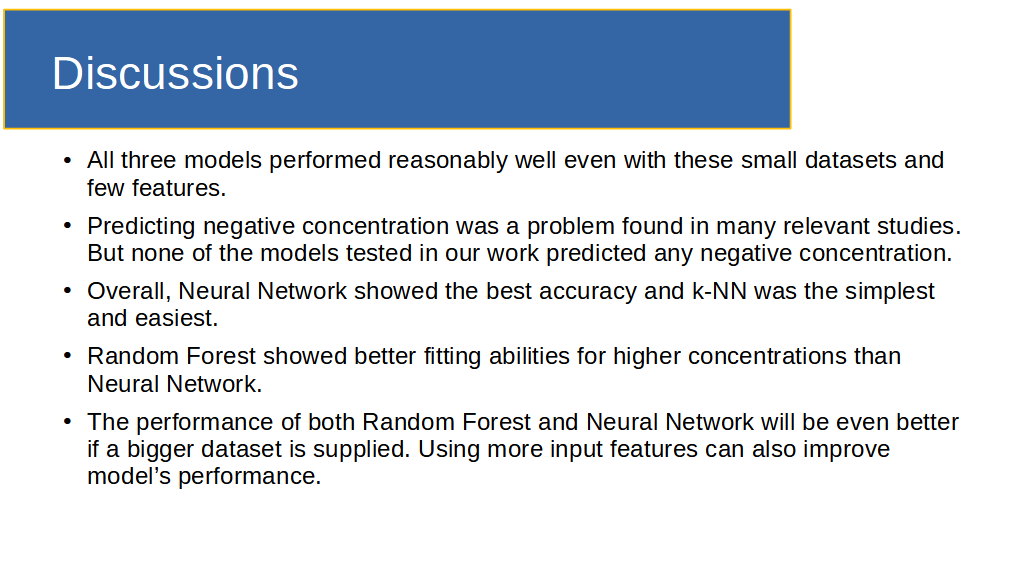 Discussions
• All three models performed reasonably well even with these small datasets and
few features.
• Predicting negative concentration was a problem found in many relevant studies.
But none of the models tested in our work predicted any negative concentration.
• Overall, Neural Network showed the best accuracy and k-NN was the simplest
and easiest.
• Random Forest showed better fitting abilities for higher concentrations than
Neural Network.
• The performance of both Random Forest and Neural Network will be even better
if a bigger dataset is supplied. Using more input features can also improve
model’s performance.